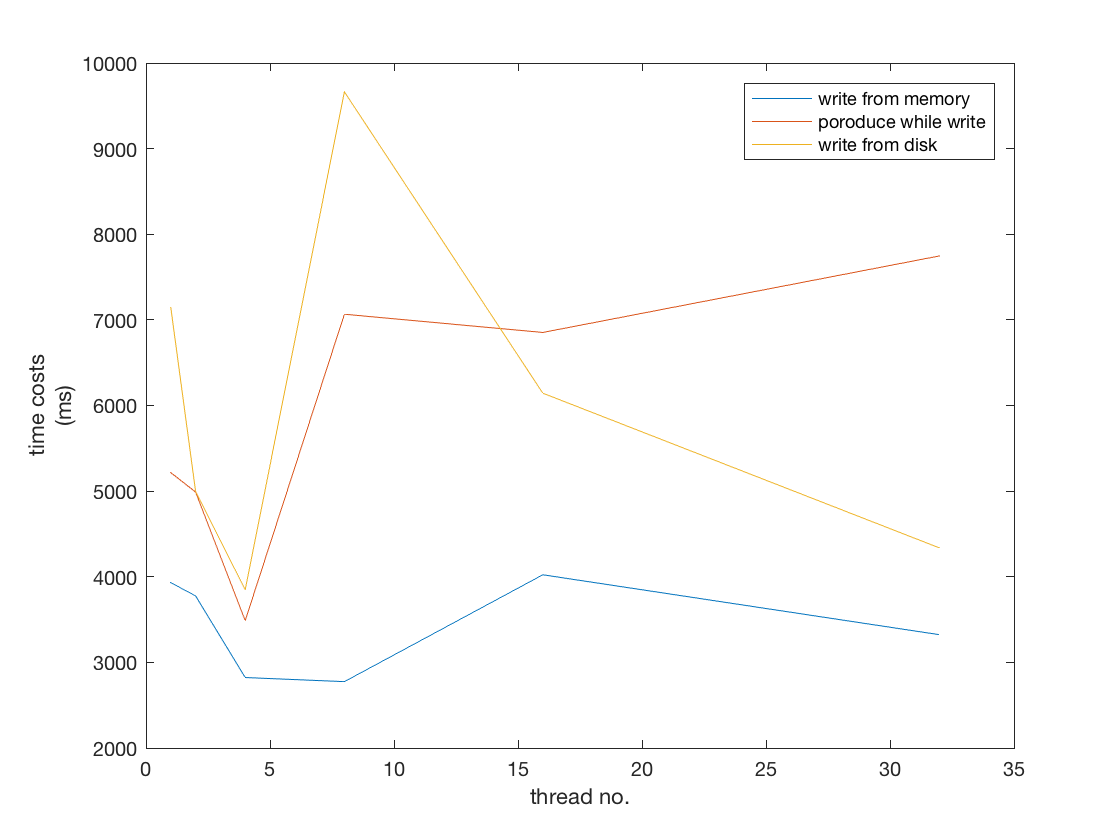 10000
9000
8000
7000
6000
5000
4000
3000
2000
0 5 10 15 20 25 30 35
time costs
(ms)
thread no.
write from memory
poroduce while write
write from disk